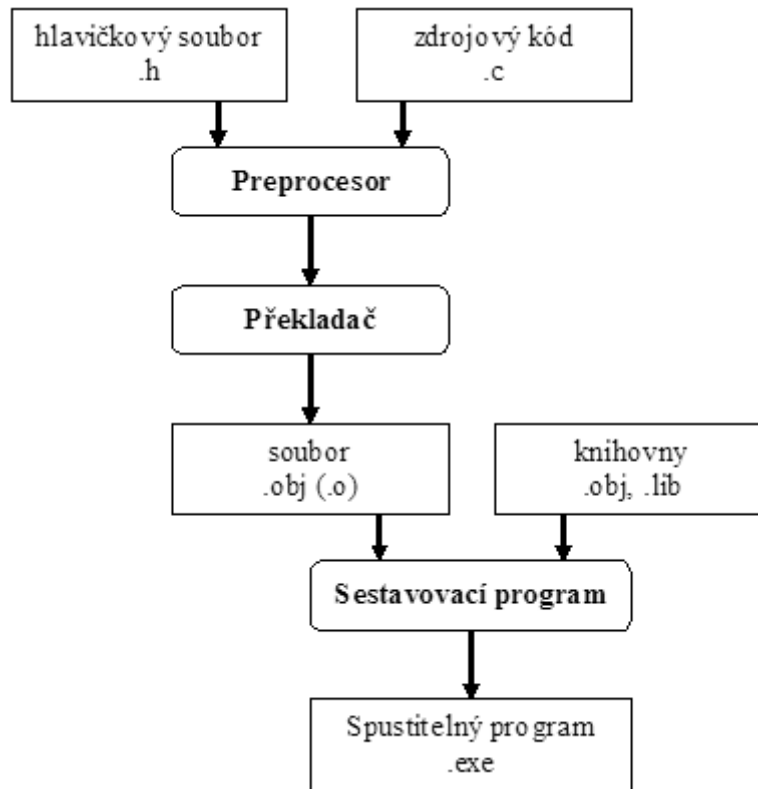 hlavičkový soubor
.h
zdrojový kód
.c
Preprocesor
Překladač
soubor
.obj (.o)
knihovny
.obj, .lib
Sestavovací program
Spustitelný program
.exe